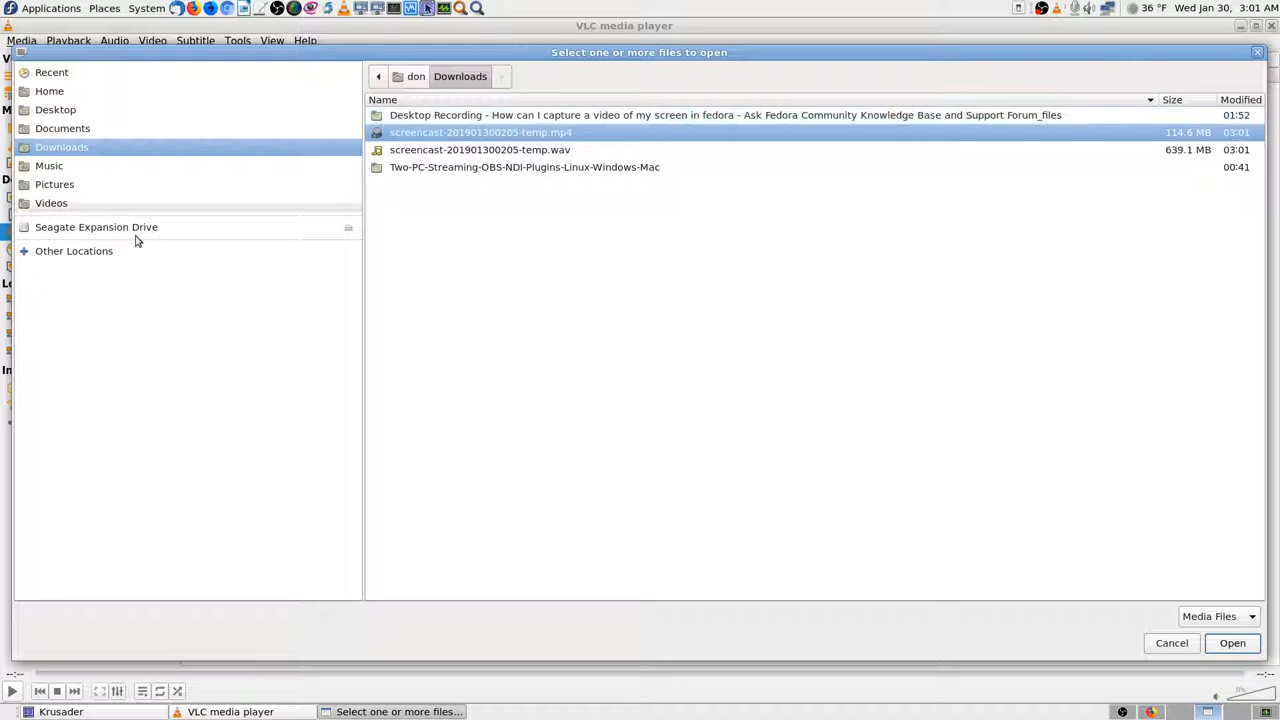 Applications Places System 36 °F Wed Jan 30, 3:01 AM
VLC media player
Media Playback Audio Video Subtitle Tools View Help
Select one or more files to open
Recent
Home
Desktop
Documents
Downloads
Music
Pictures
Videos
Seagate Expansion Drive
Other Locations
don Downloads
Name Size Modified
Desktop Recording - How can I capture a video of my screen in fedora - Ask Fedora Community Knowledge Base and Support Forum_files 01:52
screencast-201901300205-temp.mp4 114.6 MB 03:01
screencast-201901300205-temp.wav 639.1 MB 03:01
Two-PC-Streaming-OBS-NDI-Plugins-Linux-Windows-Mac 00:41
Media Files
Cancel Open
--:-- --:--
Krusader VLC media player Select one or more files...